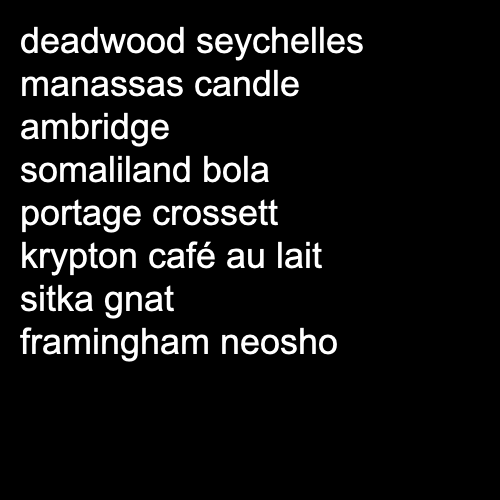 deadwood seychelles
manassas candle
ambridge
somaliland bola
portage crossett
krypton café au lait
sitka gnat
framingham neosho